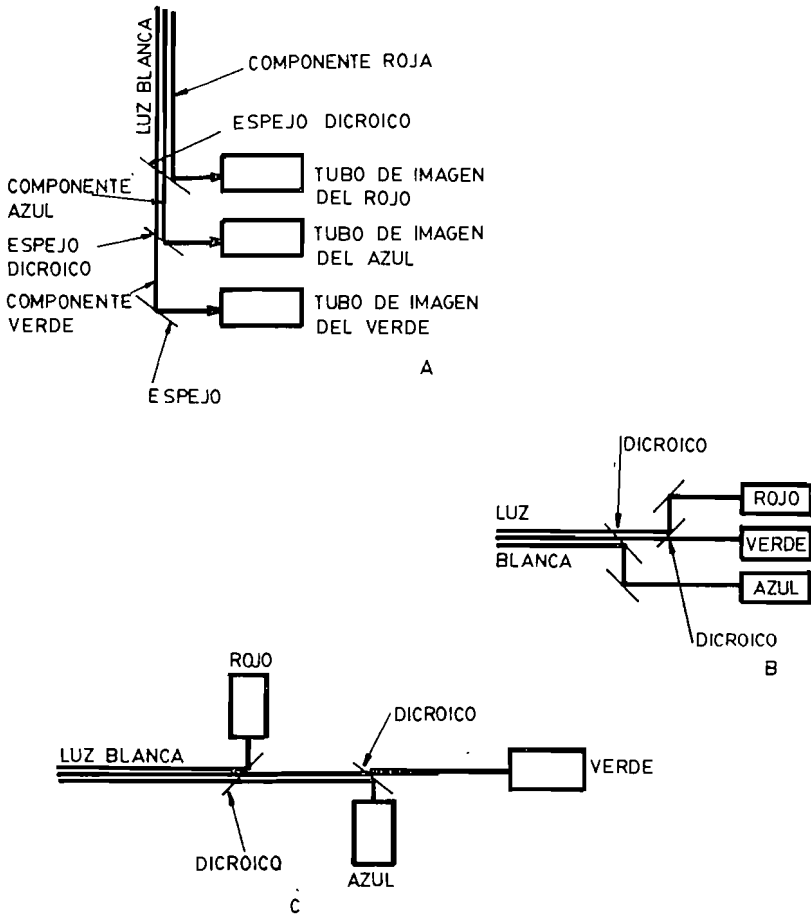 LUZ BLANCA
COMPONENTE ROJA
ESPEJO DICROICO
TUBO DE IMAGEN
DEL ROJO
COMPONENTE
AZUL
TUBO DE IMAGEN
DEL AZUL
ESPEJO
DICROICO
COMPONENTE
VERDE
TUBO DE IMAGEN
DEL VERDE
A
ESPEJO
DICROICO
ROJO
LUZ
VERDE
BLANCA
AZUL
DICROICO
B
ROJO
DICROICO
LUZ BLANCA
VERDE
DICROICO
AZUL
C